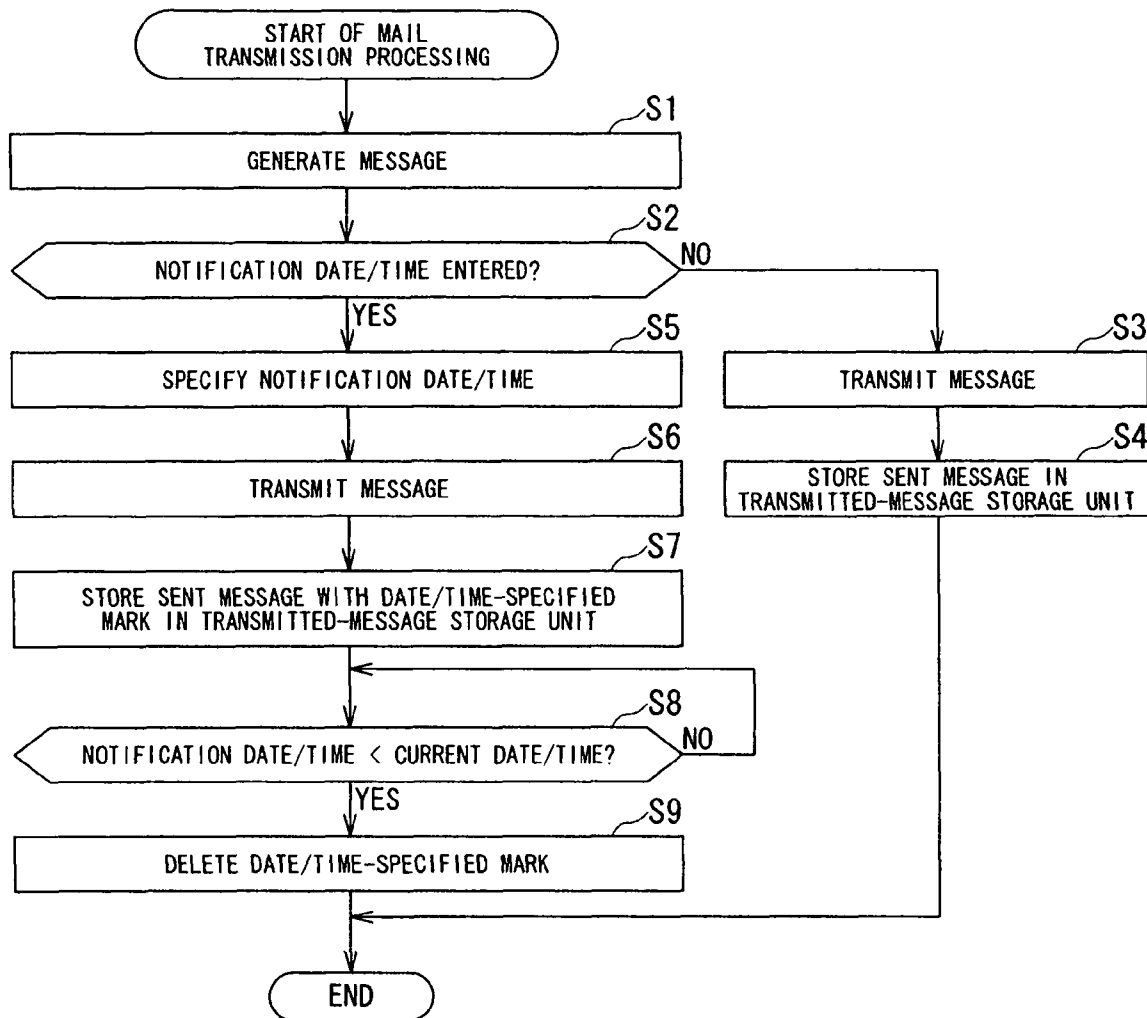 START OF MAIL
TRANSMISSION PROCESSING
S1
GENERATE MESSAGE
S2
NOTIFICATION DATE/TIME ENTERED?
NO
YES
S5
SPECIFY NOTIFICATION DATE/TIME
S3
TRANSMIT MESSAGE
S6
TRANSMIT MESSAGE
S4
STORE SENT MESSAGE IN
TRANSMITTED-MESSAGE STORAGE UNIT
S7
STORE SENT MESSAGE WITH DATE/TIME-SPECIFIED
MARK IN TRANSMITTED-MESSAGE STORAGE UNIT
S8
NOTIFICATION DATE/TIME < CURRENT DATE/TIME?
NO
YES
S9
DELETE DATE/TIME-SPECIFIED MARK
END